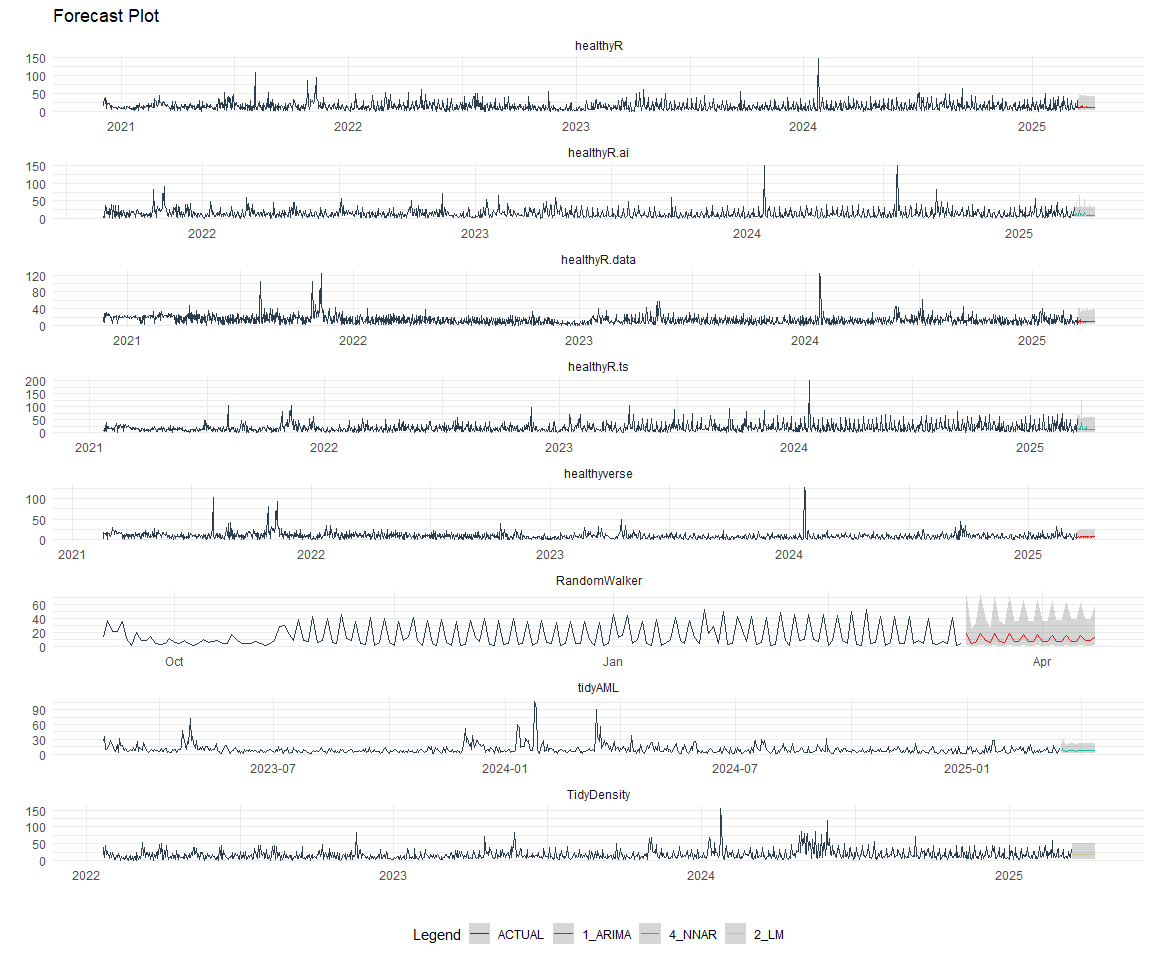 Forecast Plot
healthyR
150
100
50
0
2021 2022 2023 2024 2025
healthyR.ai
150
100
50
0
2022 2023 2024 2025
healthyR.data
120
80
40
0
2021 2022 2023 2024 2025
healthyR.ts
200
150
100
50
0
2021 2022 2023 2024 2025
healthyverse
100
50
0
2021 2022 2023 2024 2025
RandomWalker
60
40
20
0
Oct Jan Apr
tidyAML
90
60
30
0
2023-07 2024-01 2024-07 2025-01
TidyDensity
150
100
50
0
2022 2023 2024 2025
Legend ACTUAL 1_ARIMA 4_NNAR 2_LM